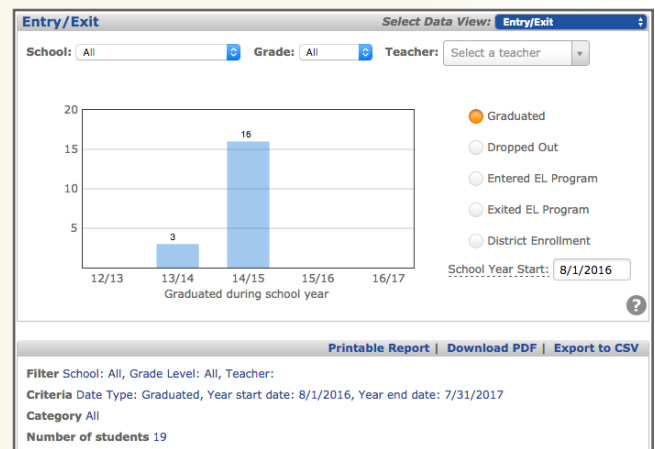 Entry/Exit Select Data View: Entry/Exit
School: All Grade: All Teacher: Select a teacher
20
15
10
5
16
3
12/13 13/14 14/15 15/16 16/17
Graduated during school year
Graduated
Dropped Out
Entered EL Program
Exited EL Program
District Enrollment
School Year Start: 8/1/2016
?
Printable Report | Download PDF | Export to CSV
Filter School: All, Grade Level: All, Teacher:
Criteria Date Type: Graduated, Year start date: 8/1/2016, Year end date: 7/31/2017
Category All
Number of students 19